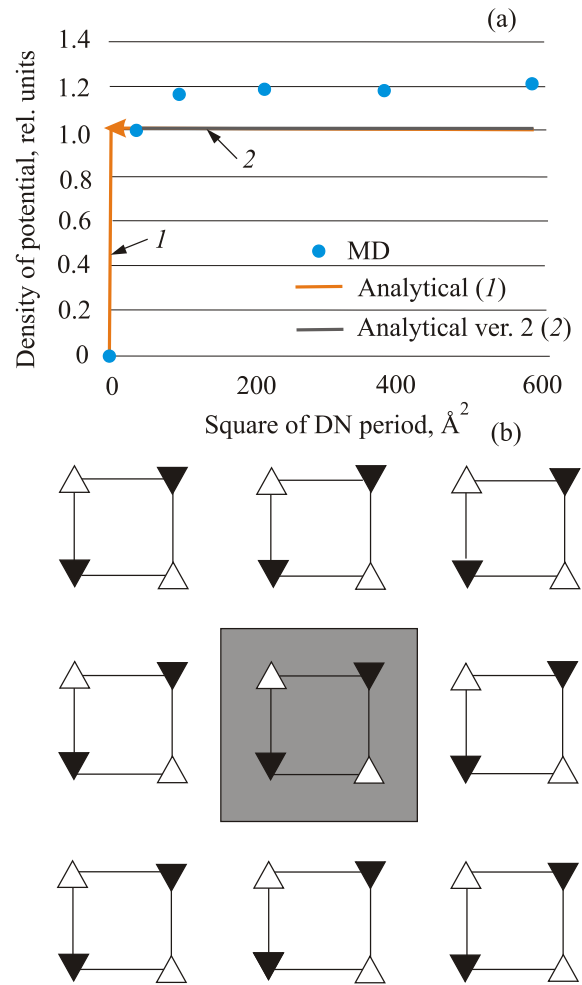 (a)
1.4
1.2
1.0
0.8
0.6
0.4
0.2
0
Density of potential, rel. units
2
1
MD
Analytical (1)
Analytical ver. 2 (2)
0 200 400 600
Square of DN period, Å²
(b)